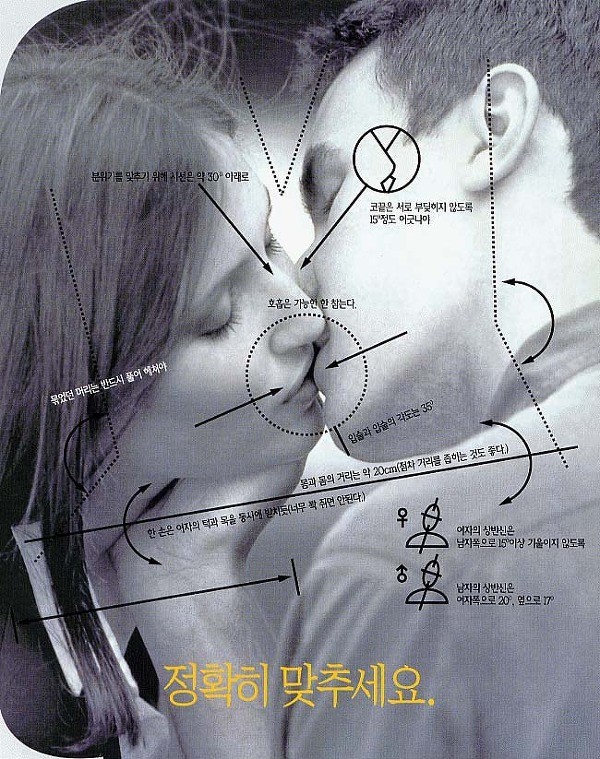 분위기를 맞추기 위해 시선은 약 30° 아래로
코끝은 서로 부딪히지 않도록
15°정도 어긋나야
호흡은 가능한 한 참는다.
묶었던 머리는 반드시 풀어 헤쳐야
입술과 입술의 각도는 35°
몸과 몸의 거리는 약 20cm(점차 거리를 좁히는 것도 좋다.)
한 손은 여자의 턱과 목을 동시에 받치듯(너무 꽉 쥐면 안된다.)
♀
여자의 상반신은
남자쪽으로 15°이상 기울이지 않도록
♂
남자의 상반신은
여자쪽으로 20°, 옆으로 17°
정확히 맞추세요.